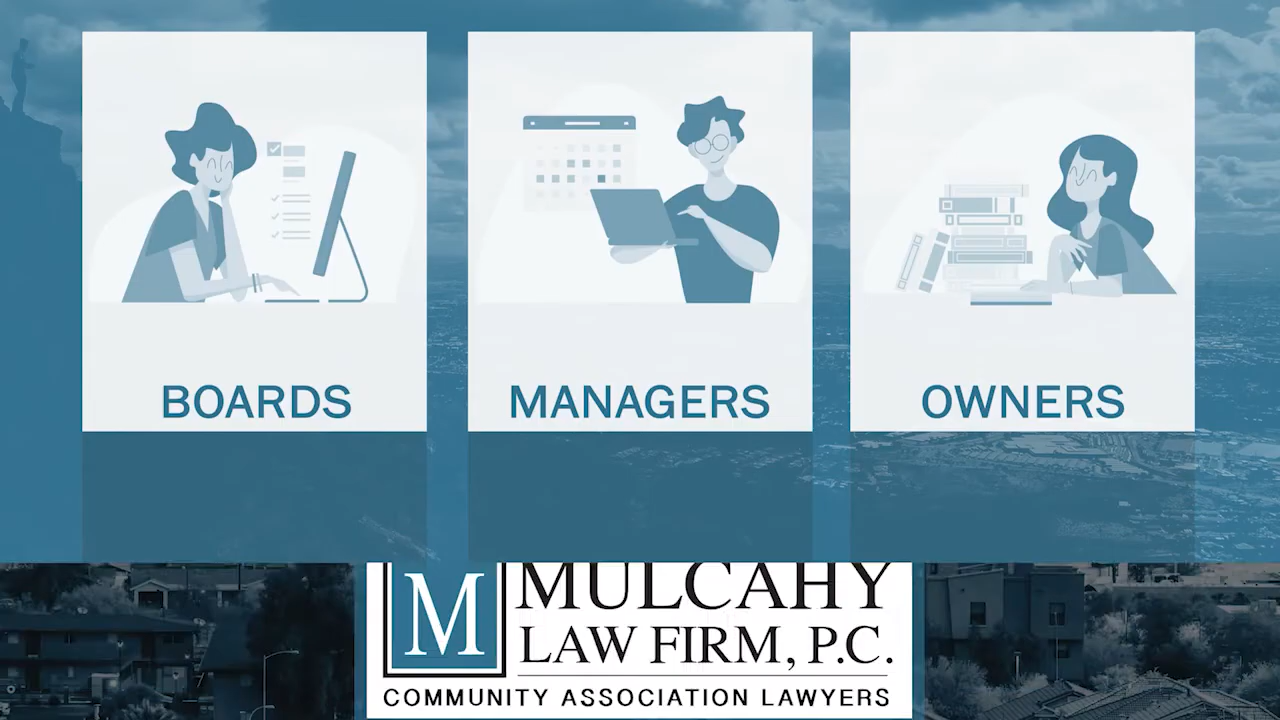 BOARDS
MANAGERS
OWNERS
M
MULCAHY
LAW FIRM, P.C.
COMMUNITY ASSOCIATION LAWYERS